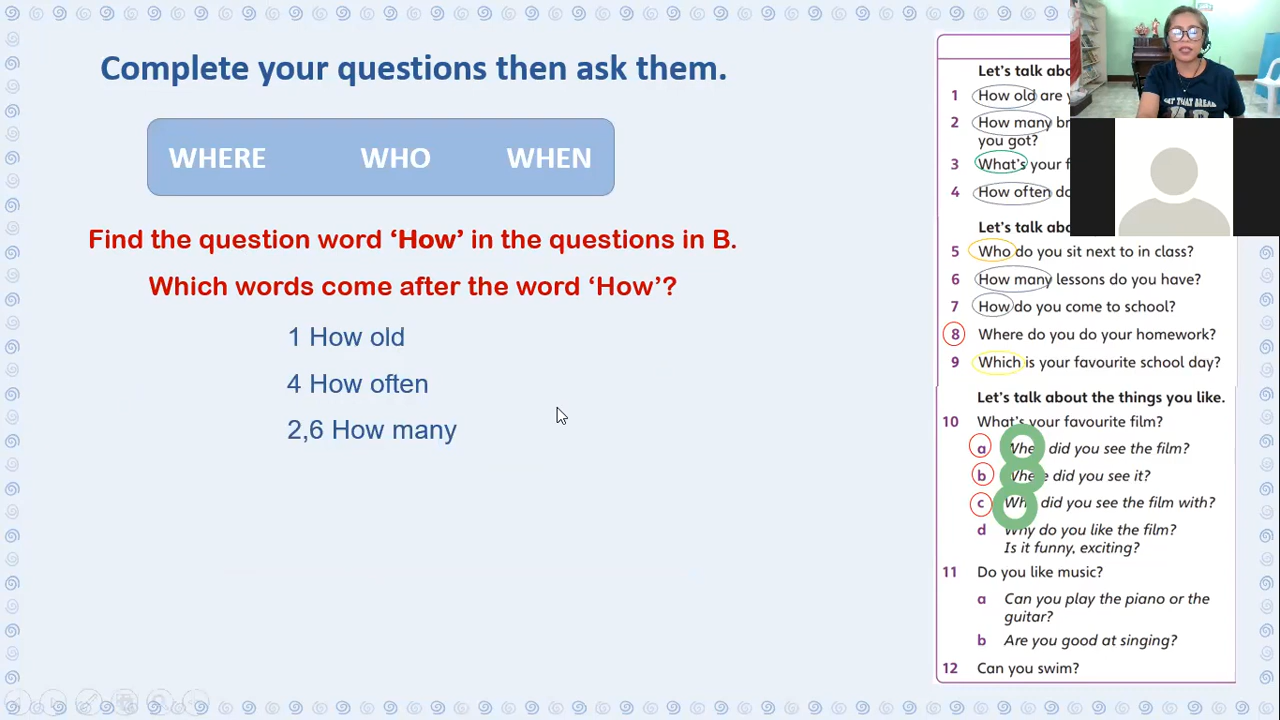 Complete your questions then ask them.
WHERE WHO WHEN
Find the question word ‘How’ in the questions in B.
Which words come after the word ‘How’?
1 How old
4 How often
2,6 How many
Let's talk
1 How old are
2 How many
you got?
3 What's your
4 How often
Let's talk
5 Who do you sit next to in class?
6 How many lessons do you have?
7 How do you come to school?
8 Where do you do your homework?
9 Which is your favourite school day?
Let's talk about the things you like.
10 What's your favourite film?
a did you see the film?
b did you see it?
c did you see the film with?
d Why do you like the film?
Is it funny, exciting?
11 Do you like music?
a Can you play the piano or the
guitar?
b Are you good at singing?
12 Can you swim?